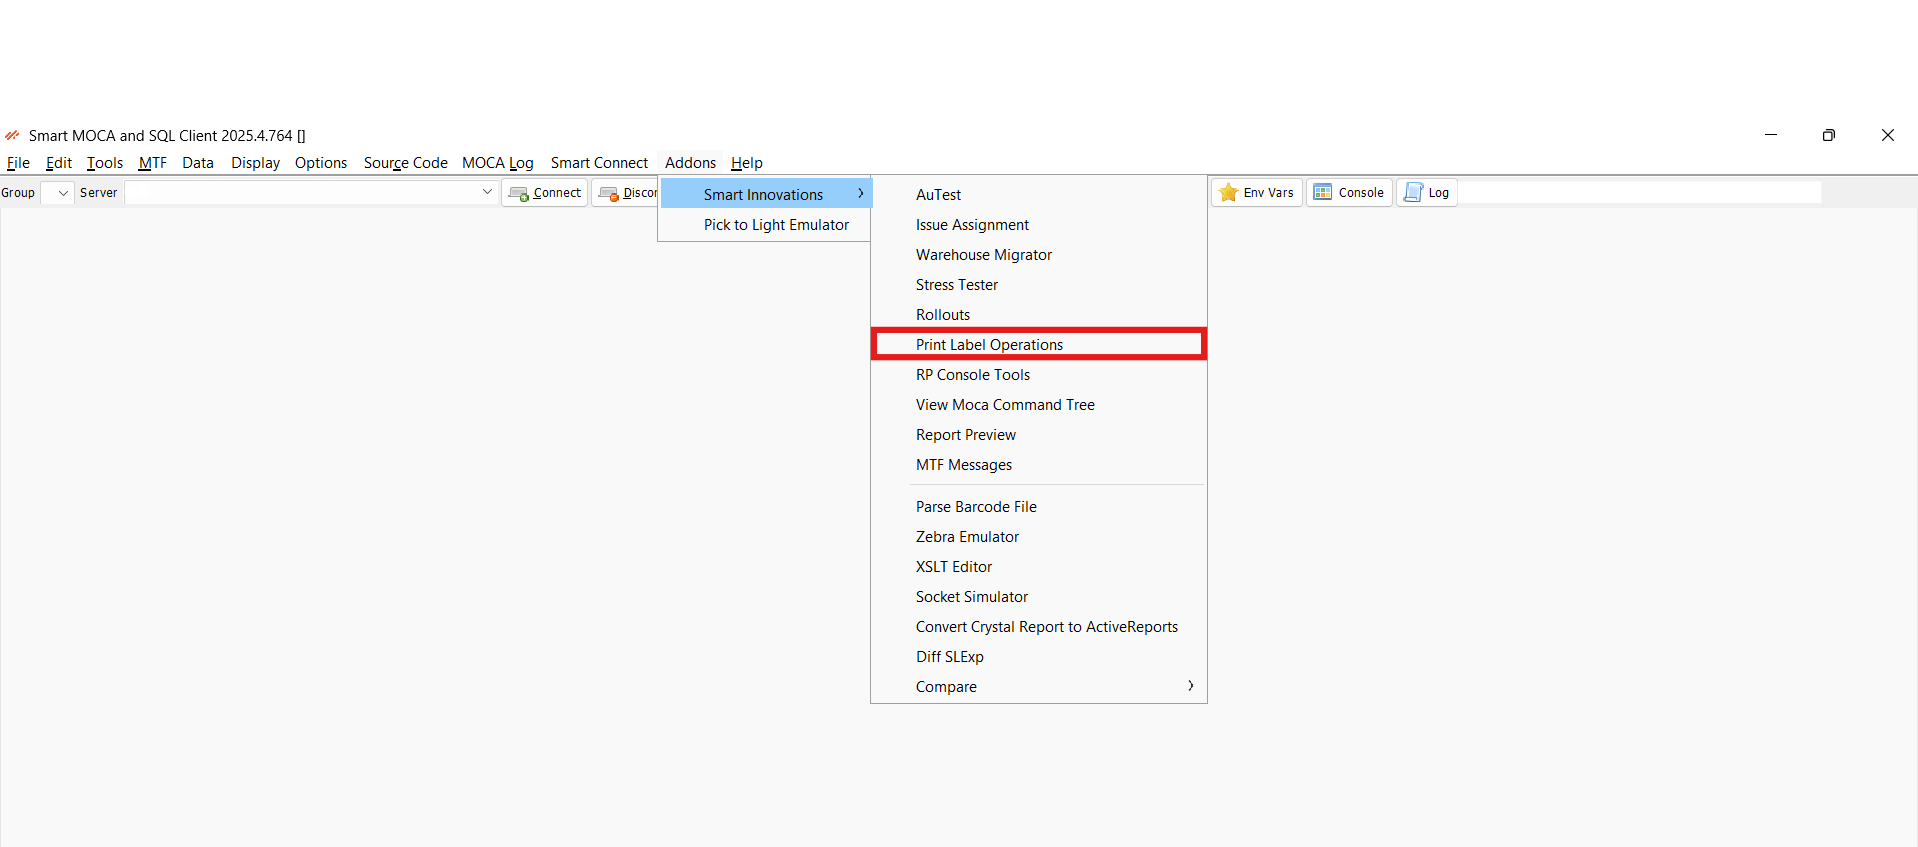 Smart MOCA and SQL Client 2025.4.764 []
File Edit Tools MTF Data Display Options Source Code MOCA Log Smart Connect Addons Help
Group Server Connect Discon Env Vars Console Log
Smart Innovations
Pick to Light Emulator
AuTest
Issue Assignment
Warehouse Migrator
Stress Tester
Rollouts
Print Label Operations
RP Console Tools
View Moca Command Tree
Report Preview
MTF Messages
Parse Barcode File
Zebra Emulator
XSLT Editor
Socket Simulator
Convert Crystal Report to ActiveReports
Diff SLExp
Compare